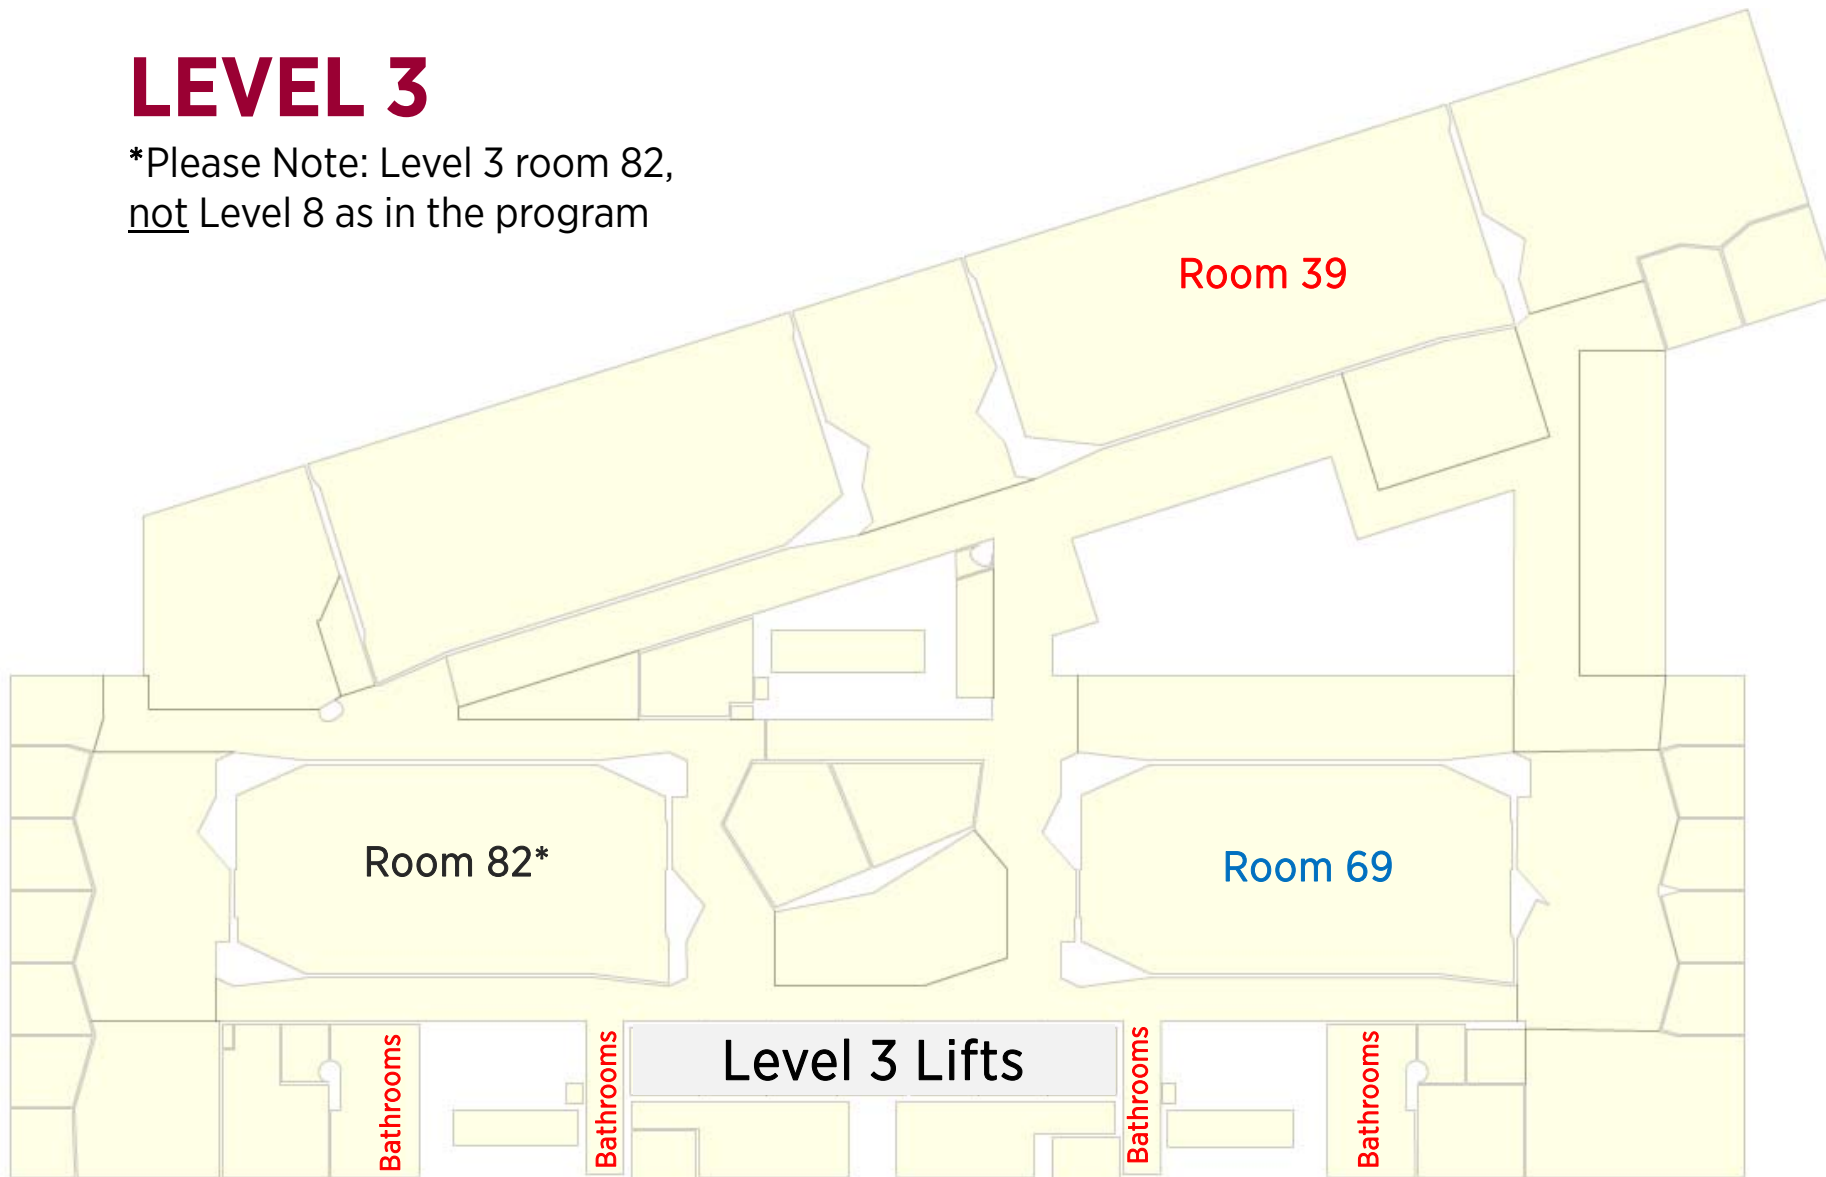 LEVEL 3
*Please Note: Level 3 room 82,
not Level 8 as in the program
Room 39
Room 82*
Room 69
Level 3 Lifts
Bathrooms
Bathrooms
Bathrooms
Bathrooms